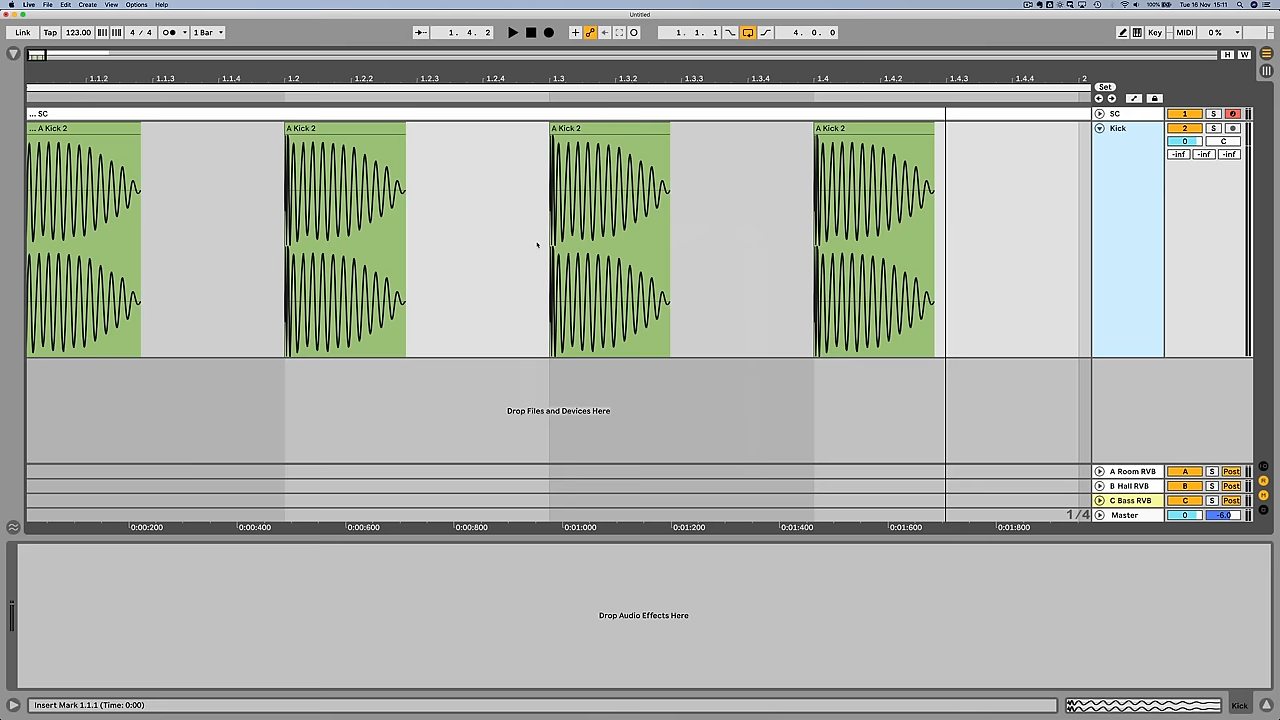 Live File Edit Create View Options Help
100% Tue 16 Nov 15:11
Untitled
Link Tap 123.00 4 / 4 1 Bar 1. 4. 2 1. 1. 1 4. 0. 0 Key MIDI 0%
H W
1.1.2 1.1.3 1.1.4 1.2 1.2.2 1.2.3 1.2.4 1.3 1.3.2 1.3.3 1.3.4 1.4 1.4.2 1.4.3 1.4.4 2
Set
... SC SC 1 S
... A Kick 2 A Kick 2 A Kick 2 A Kick 2 Kick 2 S
0 C
-inf -inf -inf
Drop Files and Devices Here
A Room RVB A S Post
B Hall RVB B S Post
C Bass RVB C S Post
1/4 Master 0 -6.0
0:00:200 0:00:400 0:00:600 0:00:800 0:01:000 0:01:200 0:01:400 0:01:600 0:01:800
Drop Audio Effects Here
Insert Mark 1.1.1 (Time: 0:00) Kick